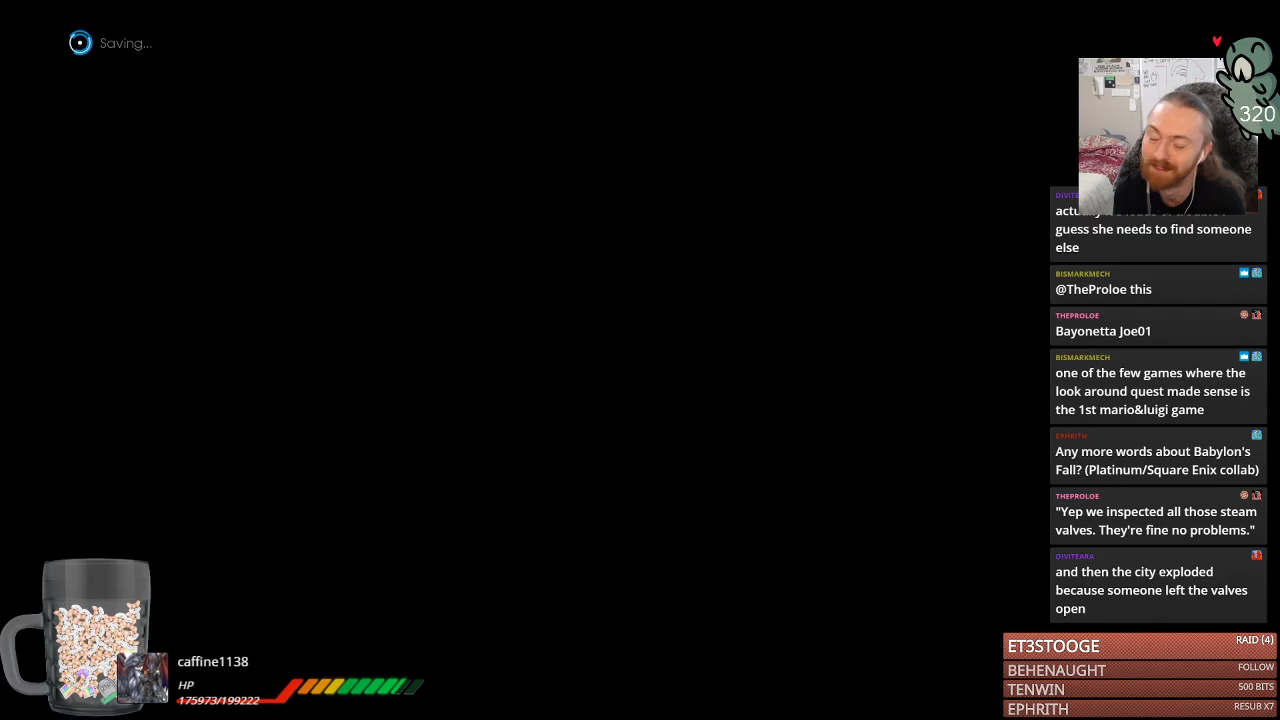 Saving...
320
actually
guess she needs to find someone
else
BISMARKMECH
@TheProloe this
THEPROLOE
Bayonetta Joe01
BISMARKMECH
one of the few games where the
look around quest made sense is
the 1st mario&luigi game
EPHRITH
Any more words about Babylon's
Fall? (Platinum/Square Enix collab)
THEPROLOE
"Yep we inspected all those steam
valves. They're fine no problems."
DIVITEARA
and then the city exploded
because someone left the valves
open
ET3STOOGE RAID (4)
BEHENAUGHT FOLLOW
TENWIN 500 BITS
EPHRITH RESUB X7
caffine1138
HP
175973/199222